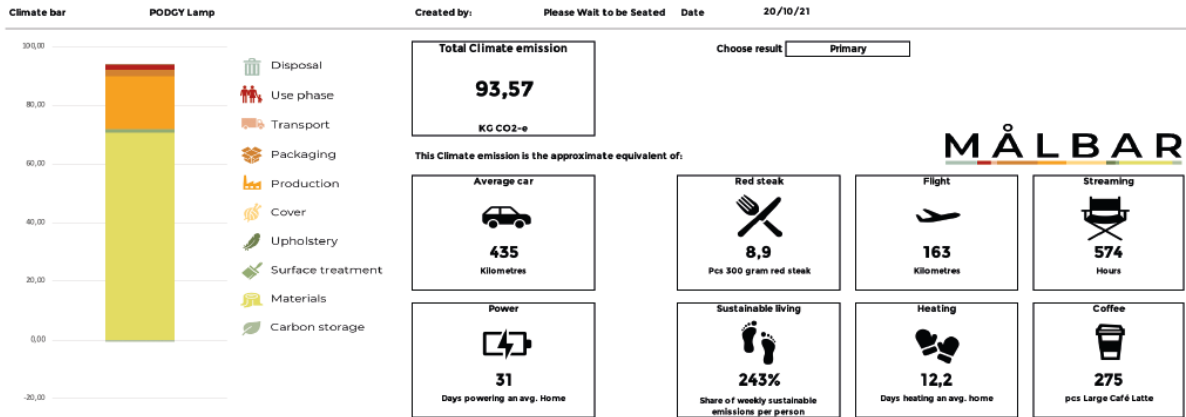 Climate bar PODGY Lamp Created by: Please Wait to be Seated Date 20/10/21
100,00
80,00
60,00
40,00
20,00
0,00
-20,00
Disposal
Use phase
Transport
Packaging
Production
Cover
Upholstery
Surface treatment
Materials
Carbon storage
Total Climate emission
93,57
KG CO2-e
Choose result Primary
MÅLBAR
This Climate emission is the approximate equivalent of:
Average car
435
Kilometres
Red steak
8,9
Pcs 300 gram red steak
Flight
163
Kilometres
Streaming
574
Hours
Power
31
Days powering an avg. Home
Sustainable living
243%
Share of weekly sustainable
emissions per person
Heating
12,2
Days heating an avg. home
Coffee
275
pcs Large Café Latte